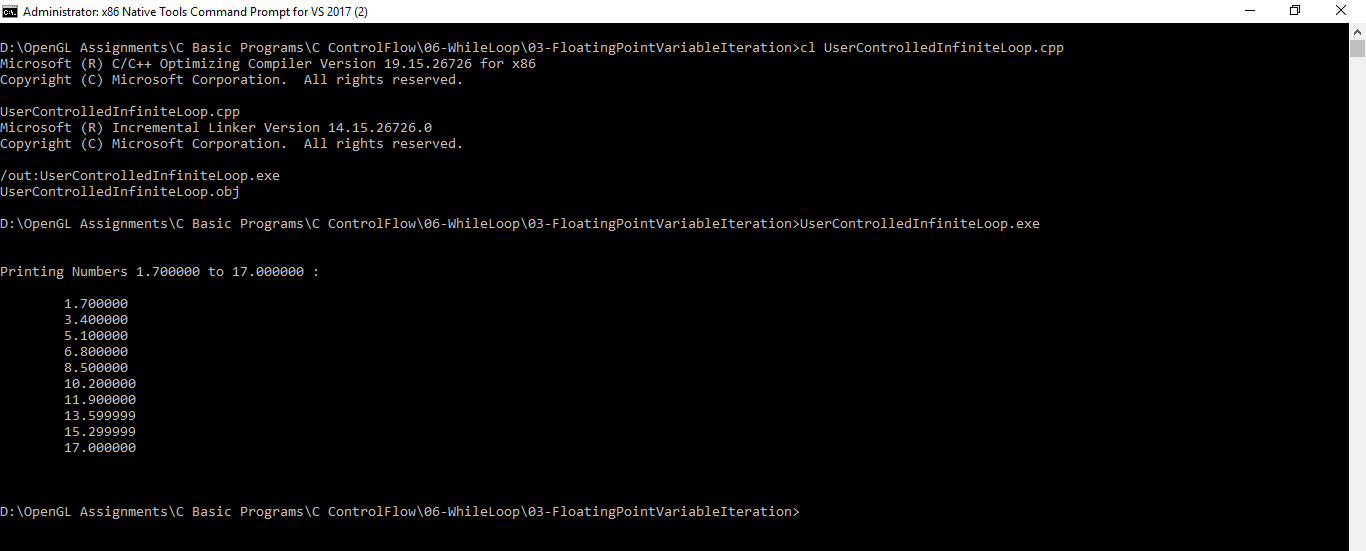 Administrator: x86 Native Tools Command Prompt for VS 2017 (2)
D:\OpenGL Assignments\C Basic Programs\C ControlFlow\06-WhileLoop\03-FloatingPointVariableIteration>cl UserControlledInfiniteLoop.cpp
Microsoft (R) C/C++ Optimizing Compiler Version 19.15.26726 for x86
Copyright (C) Microsoft Corporation.  All rights reserved.
UserControlledInfiniteLoop.cpp
Microsoft (R) Incremental Linker Version 14.15.26726.0
Copyright (C) Microsoft Corporation.  All rights reserved.
/out:UserControlledInfiniteLoop.exe
UserControlledInfiniteLoop.obj
D:\OpenGL Assignments\C Basic Programs\C ControlFlow\06-WhileLoop\03-FloatingPointVariableIteration>UserControlledInfiniteLoop.exe
Printing Numbers 1.700000 to 17.000000 :
1.700000
3.400000
5.100000
6.800000
8.500000
10.200000
11.900000
13.599999
15.299999
17.000000
D:\OpenGL Assignments\C Basic Programs\C ControlFlow\06-WhileLoop\03-FloatingPointVariableIteration>